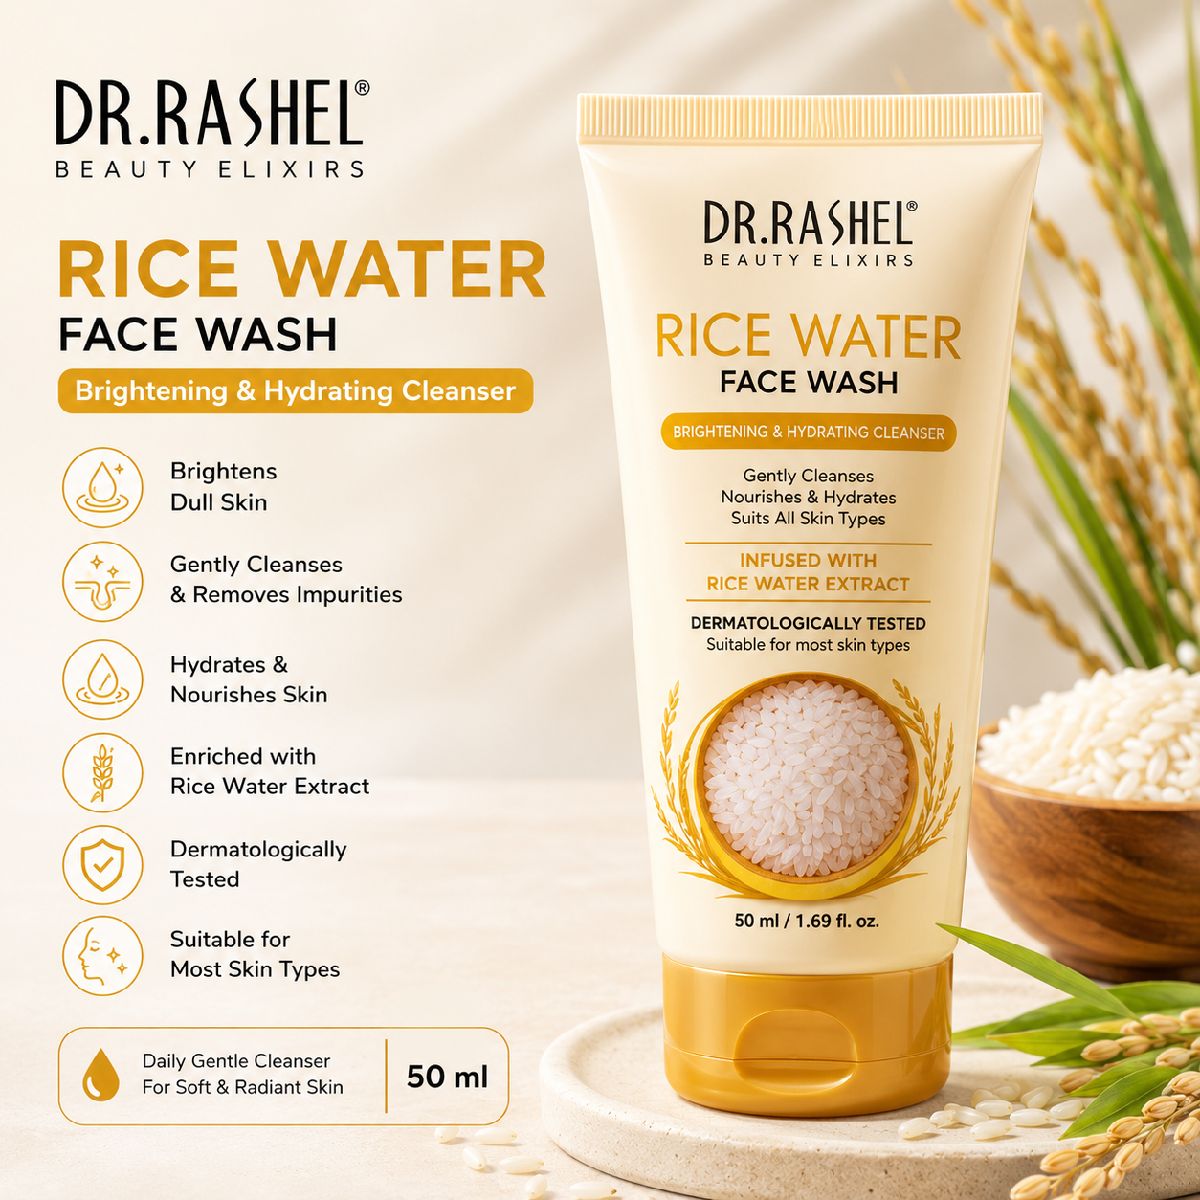 DR.RASHEL®
BEAUTY ELIXIRS
RICE WATER
FACE WASH
Brightening & Hydrating Cleanser
Brightens
Dull Skin
Gently Cleanses
& Removes Impurities
Hydrates &
Nourishes Skin
Enriched with
Rice Water Extract
Dermatologically
Tested
Suitable for
Most Skin Types
Daily Gentle Cleanser
For Soft & Radiant Skin
50 ml
DR.RASHEL®
BEAUTY ELIXIRS
RICE WATER
FACE WASH
BRIGHTENING & HYDRATING CLEANSER
Gently Cleanses
Nourishes & Hydrates
Suits All Skin Types
INFUSED WITH
RICE WATER EXTRACT
DERMATOLOGICALLY TESTED
Suitable for most skin types
50 ml / 1.69 fl. oz.